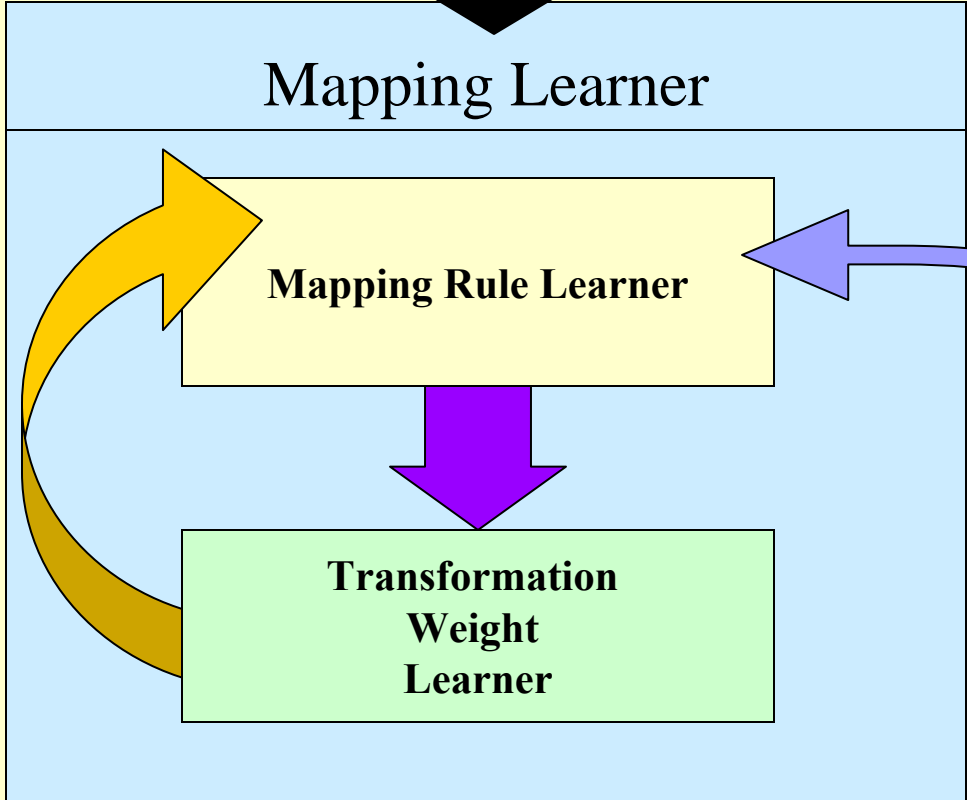 Mapping Learner
Mapping Rule Learner
Transformation
Weight
Learner